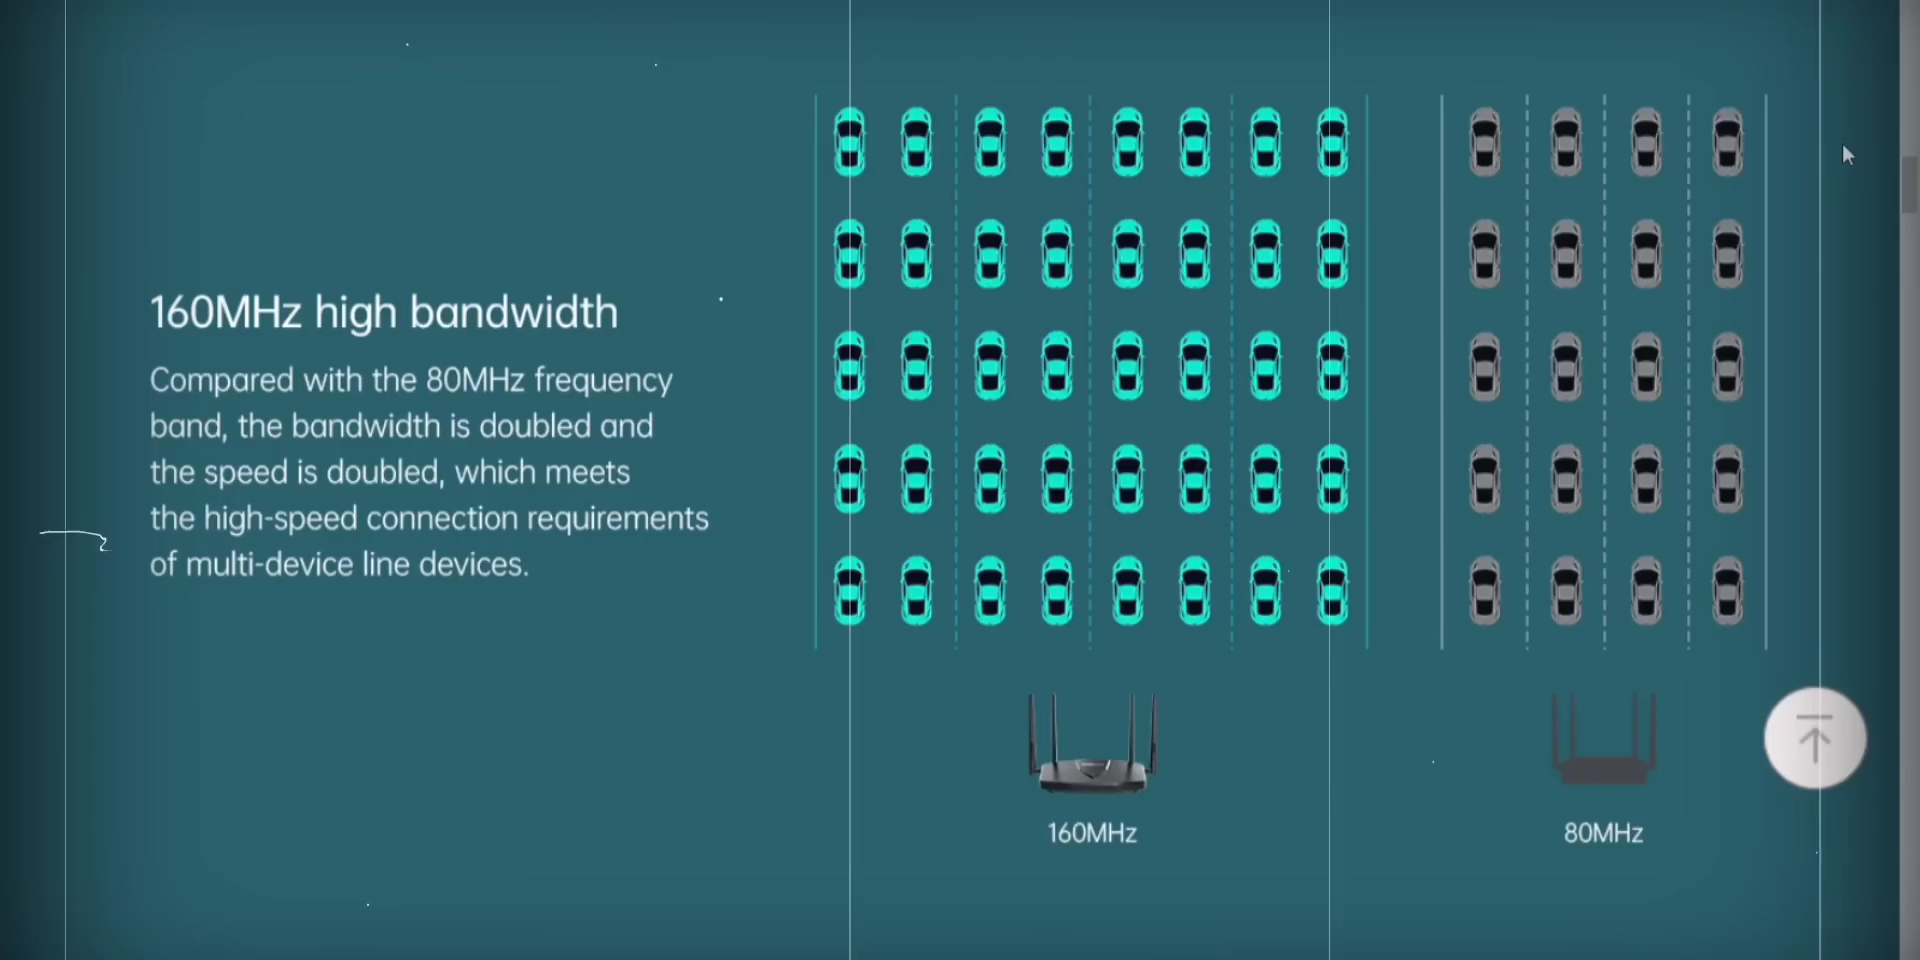 160MHz high bandwidth
Compared with the 80MHz frequency
band, the bandwidth is doubled and
the speed is doubled, which meets
the high-speed connection requirements
of multi-device line devices.
160MHz
80MHz